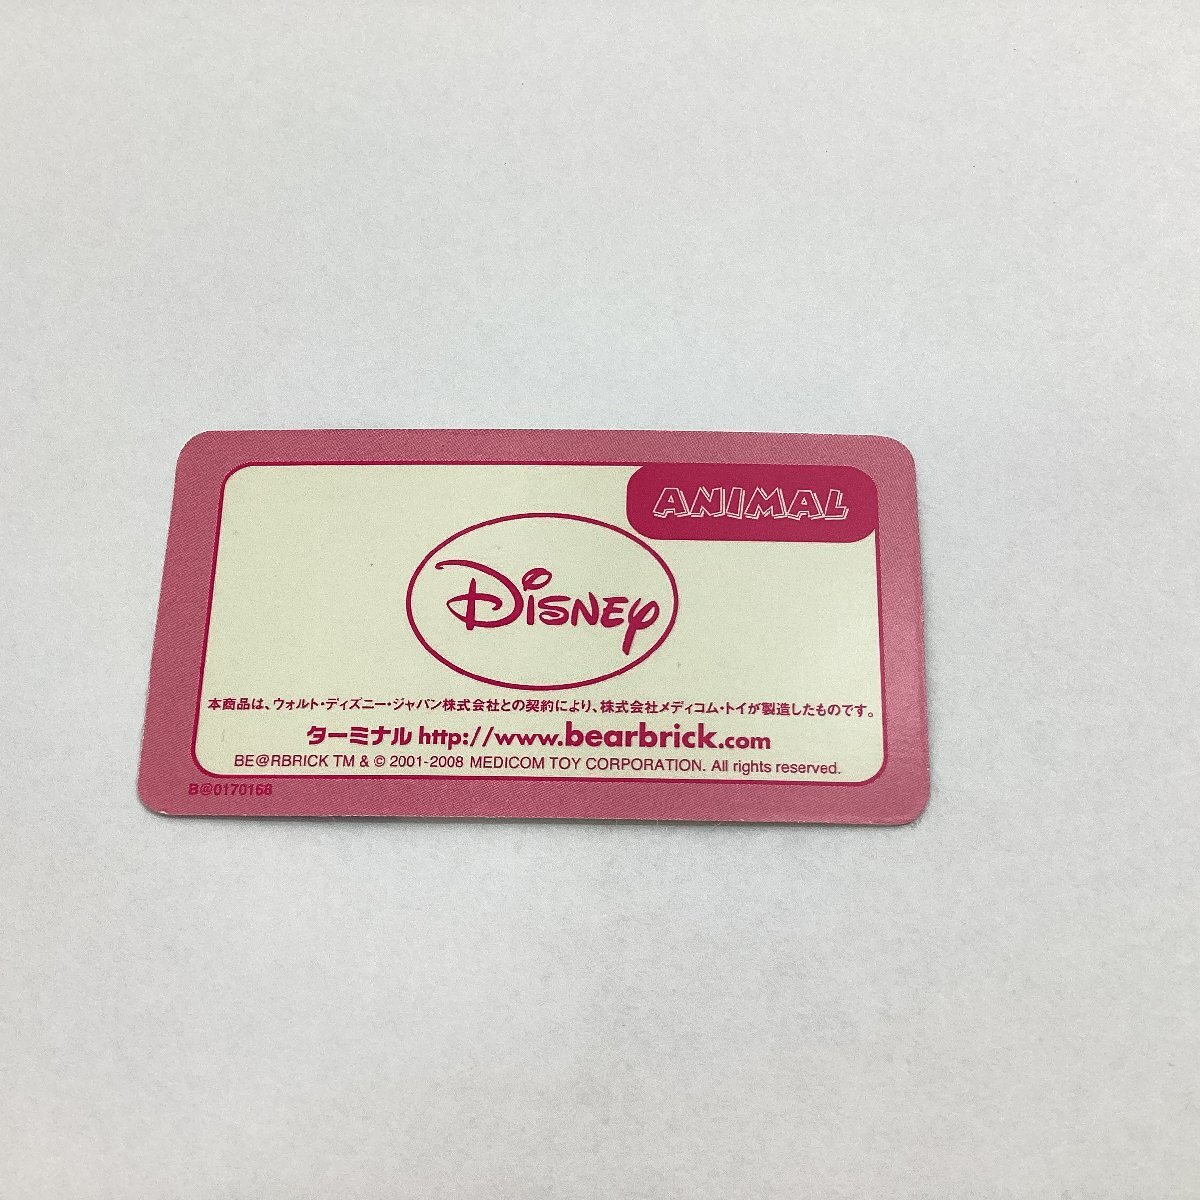 ANIMAL
Disney
本商品は、ウォルト・ディズニー・ジャパン株式会社との契約により、株式会社メディコム・トイが製造したものです。
ターミナル http://www.bearbrick.com
BE@RBRICK TM & © 2001-2008 MEDICOM TOY CORPORATION. All rights reserved.
B@0170168